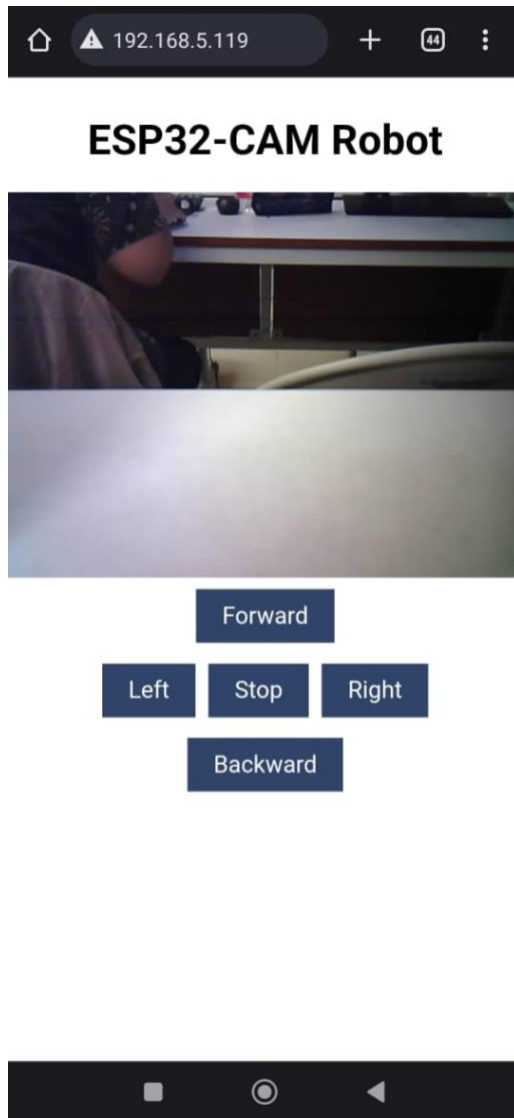 192.168.5.119
44
ESP32-CAM Robot
Forward
Left Stop Right
Backward